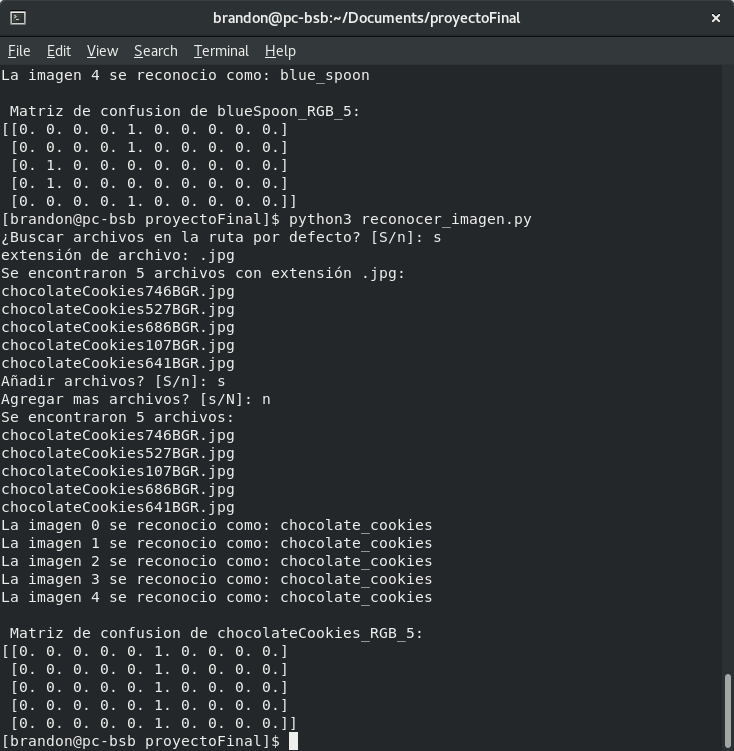 brandon@pc-bsb:~/Documents/proyectoFinal
File Edit View Search Terminal Help
La imagen 4 se reconocio como: blue_spoon
Matriz de confusion de blueSpoon_RGB_5:
[[0. 0. 0. 0. 1. 0. 0. 0. 0. 0.]
[0. 0. 0. 0. 1. 0. 0. 0. 0. 0.]
[0. 1. 0. 0. 0. 0. 0. 0. 0. 0.]
[0. 1. 0. 0. 0. 0. 0. 0. 0. 0.]
[0. 0. 0. 0. 1. 0. 0. 0. 0. 0.]]
[brandon@pc-bsb proyectoFinal]$ python3 reconocer_imagen.py
¿Buscar archivos en la ruta por defecto? [S/n]: s
extensión de archivo: .jpg
Se encontraron 5 archivos con extensión .jpg:
chocolateCookies746BGR.jpg
chocolateCookies527BGR.jpg
chocolateCookies686BGR.jpg
chocolateCookies107BGR.jpg
chocolateCookies641BGR.jpg
Añadir archivos? [S/n]: s
Agregar mas archivos? [s/N]: n
Se encontraron 5 archivos:
chocolateCookies746BGR.jpg
chocolateCookies527BGR.jpg
chocolateCookies107BGR.jpg
chocolateCookies686BGR.jpg
chocolateCookies641BGR.jpg
La imagen 0 se reconocio como: chocolate_cookies
La imagen 1 se reconocio como: chocolate_cookies
La imagen 2 se reconocio como: chocolate_cookies
La imagen 3 se reconocio como: chocolate_cookies
La imagen 4 se reconocio como: chocolate_cookies
Matriz de confusion de chocolateCookies_RGB_5:
[[0. 0. 0. 0. 0. 1. 0. 0. 0. 0.]
[0. 0. 0. 0. 0. 1. 0. 0. 0. 0.]
[0. 0. 0. 0. 0. 1. 0. 0. 0. 0.]
[0. 0. 0. 0. 0. 1. 0. 0. 0. 0.]
[0. 0. 0. 0. 0. 1. 0. 0. 0. 0.]]
[brandon@pc-bsb proyectoFinal]$